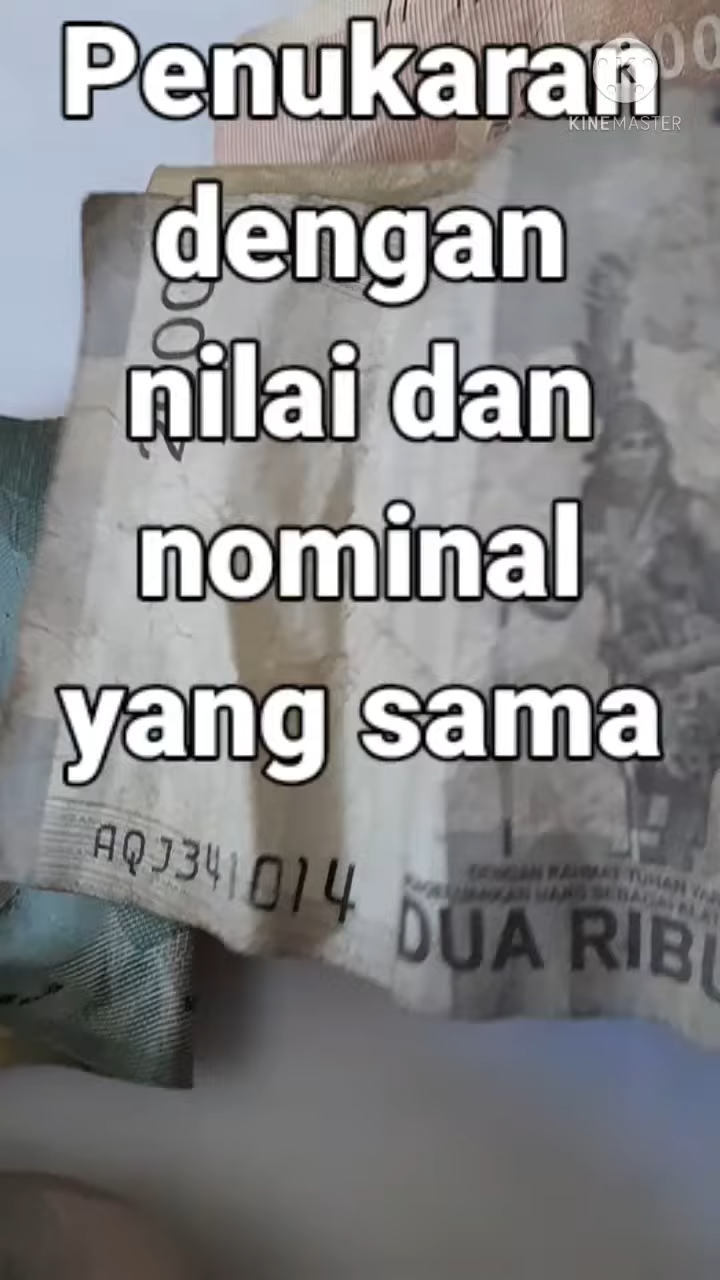 Penukaran
KINEMASTER
dengan
nilai dan
nominal
yang sama
AQJ341014
DENGAN RAHMAT TUHAN
DUA RIBU